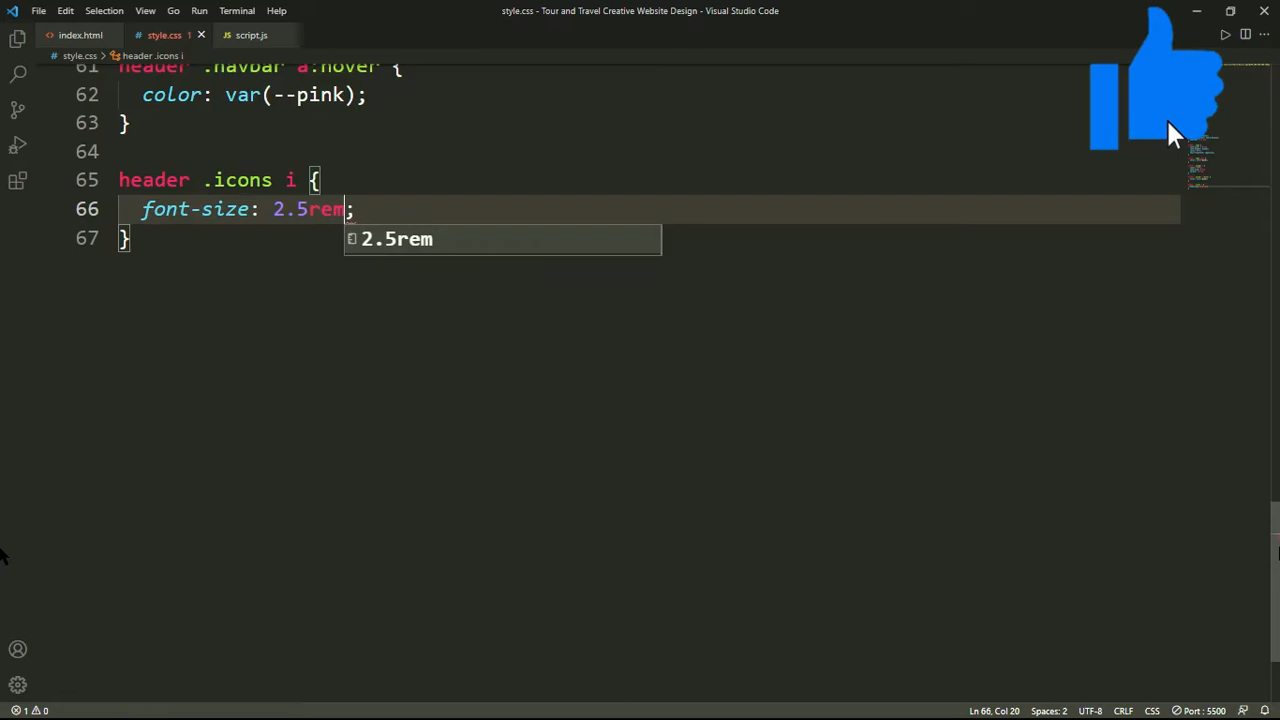 File Edit Selection View Go Run Terminal Help
style.css - Tour and Travel Creative Website Design - Visual Studio Code
index.html # style.css 1 script.js
# style.css > header .icons i
61 header .navbar a:hover {
62 color: var(--pink);
63 }
64
65 header .icons i {
66 font-size: 2.5rem;
2.5rem
67 }
1 0 Ln 66, Col 20 Spaces: 2 UTF-8 CRLF CSS Port : 5500